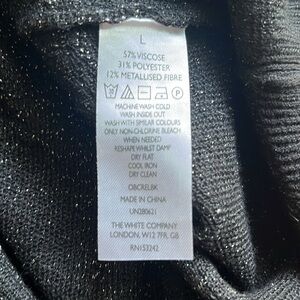 L
57% VISCOSE
31% POLYESTER
12% METALLISED FIBRE
P
MACHINE WASH COLD
WASH INSIDE OUT
WASH WITH SIMILAR COLOURS
ONLY NON-CHLORINE BLEACH
WHEN NEEDED
RESHAPE WHILST DAMP
DRY FLAT
COOL IRON
DRY CLEAN
OBCRELBK
MADE IN CHINA
UN280621
THE WHITE COMPANY
LONDON, W12 7FR, GB
RN153242